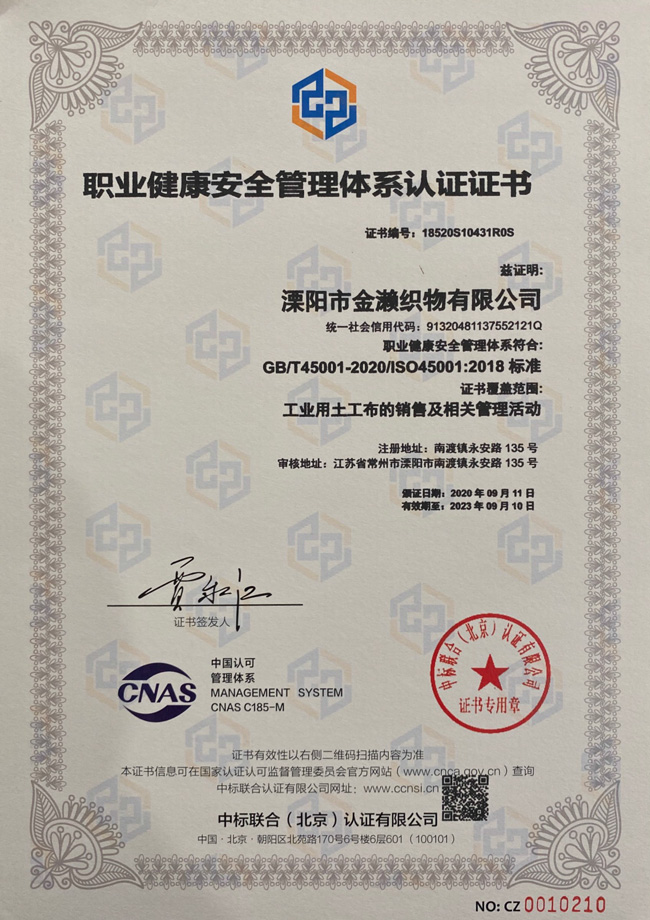 职业健康安全管理体系认证证书
证书编号：18520S10431R0S
兹证明:
溧阳市金濑织物有限公司
统一社会信用代码：91320481137552121Q
职业健康安全管理体系符合:
GB/T45001-2020/ISO45001:2018 标准
证书覆盖范围:
工业用土工布的销售及相关管理活动
注册地址：南渡镇永安路 135 号
审核地址：江苏省常州市溧阳市南渡镇永安路 135 号
颁证日期：2020 年 09 月 11 日
有效期至：2023 年 09 月 10 日
证书签发人
CNAS
中国认可
管理体系
MANAGEMENT SYSTEM
CNAS C185-M
中标联合（北京）认证有限公司
证书专用章
证书有效性以右侧二维码扫描内容为准
本证书信息可在国家认证认可监督管理委员会官方网站（www.cnca.gov.cn）查询
中标联合认证有限公司网址：www.ccnsi.cn
中标联合（北京）认证有限公司
中国·北京·朝阳区北苑路170号6号楼6层601（100101）
NO: CZ 0010210